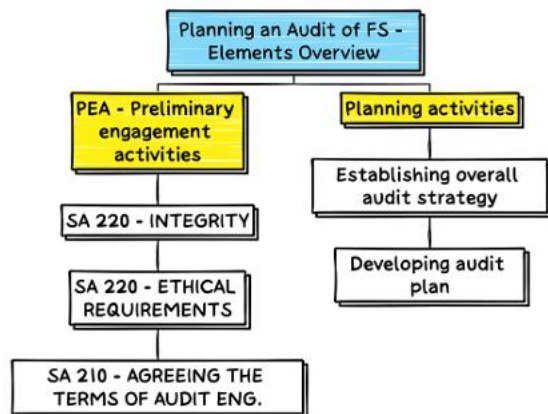 Planning an Audit of FS -
Elements Overview
PEA - Preliminary
engagement
activities
SA 220 - INTEGRITY
SA 220 - ETHICAL
REQUIREMENTS
SA 210 - AGREEING THE
TERMS OF AUDIT ENG.
Planning activities
Establishing overall
audit strategy
Developing audit
plan